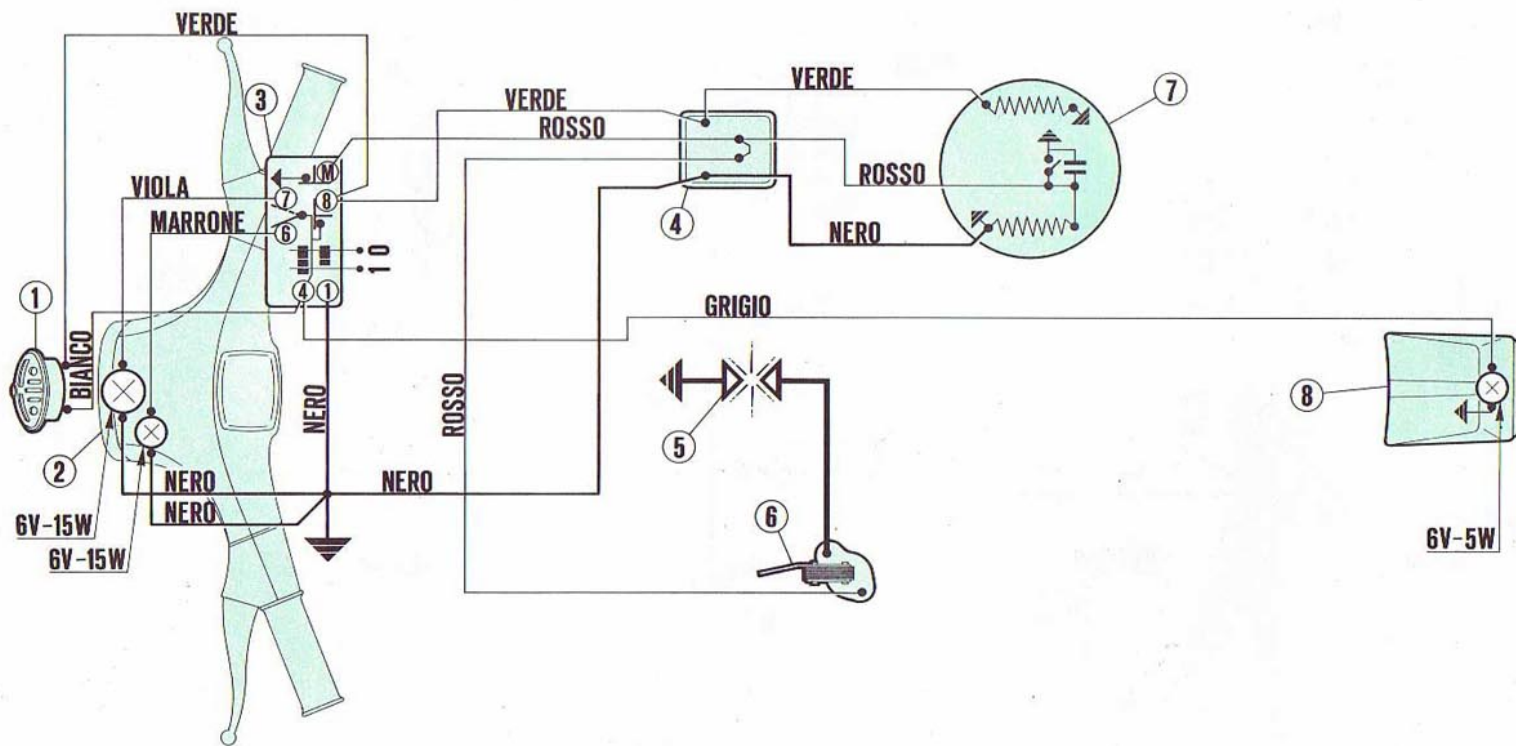 VERDE
VERDE
VERDE
7
3
ROSSO
M
ROSSO
VIOLA
7
8
MARRONE
6
4
NERO
1 0
4
1
1
GRIGIO
BIANCO
NERO
ROSSO
5
8
2
NERO
NERO
NERO
6V-15W
6
6V-15W
6V-5W